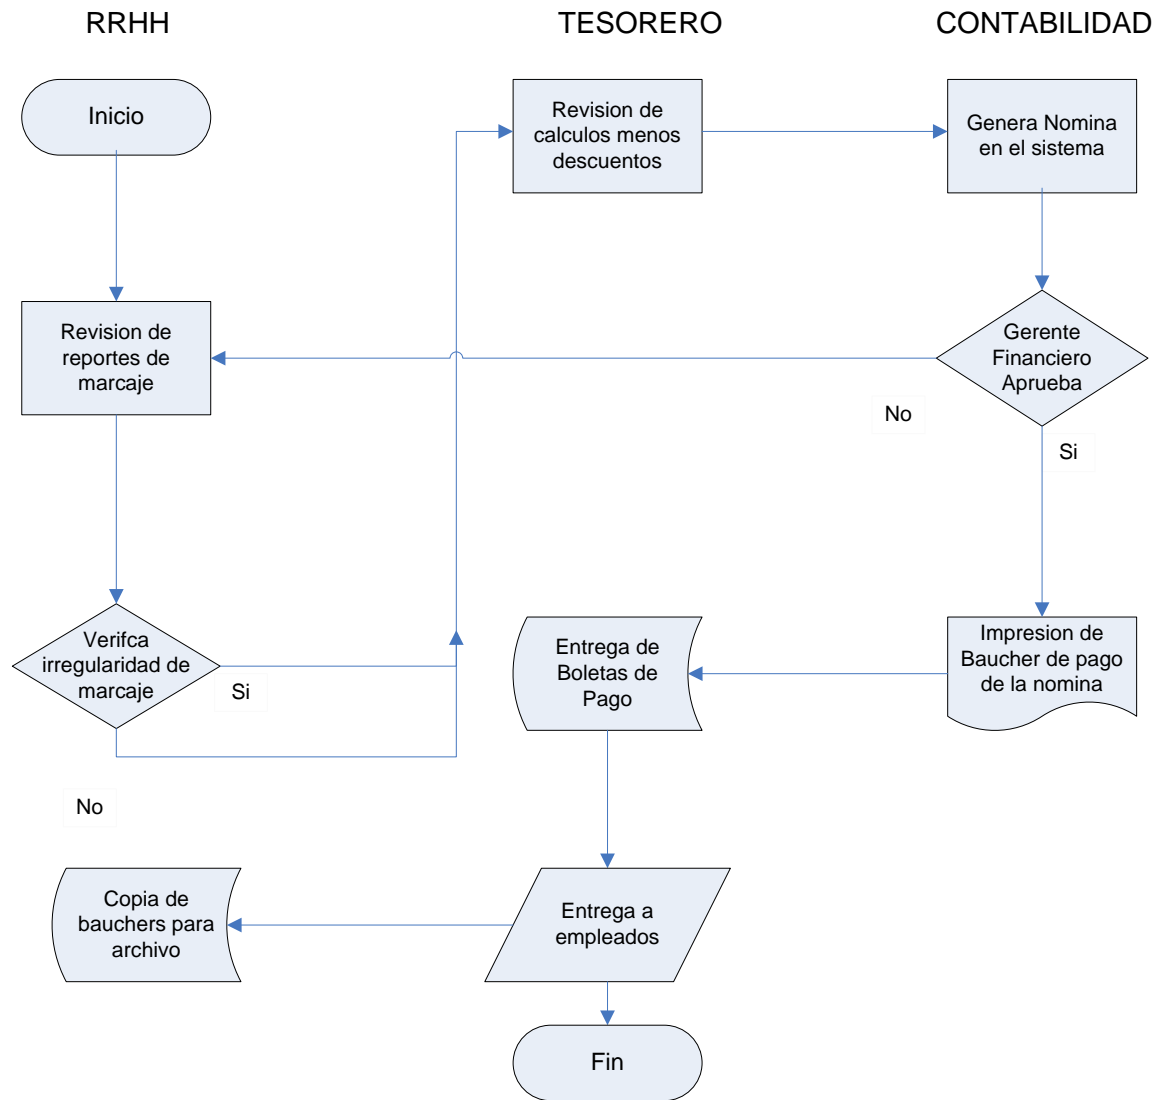 RRHH
TESORERO
CONTABILIDAD
Inicio
Revision de
calculos menos
descuentos
Genera Nomina
en el sistema
Revision de
reportes de
marcaje
Gerente
Financiero
Aprueba
No
Si
Verifca
irregularidad de
marcaje
Si
Entrega de
Boletas de
Pago
Impresion de
Baucher de pago
de la nomina
No
Copia de
bauchers para
archivo
Entrega a
empleados
Fin